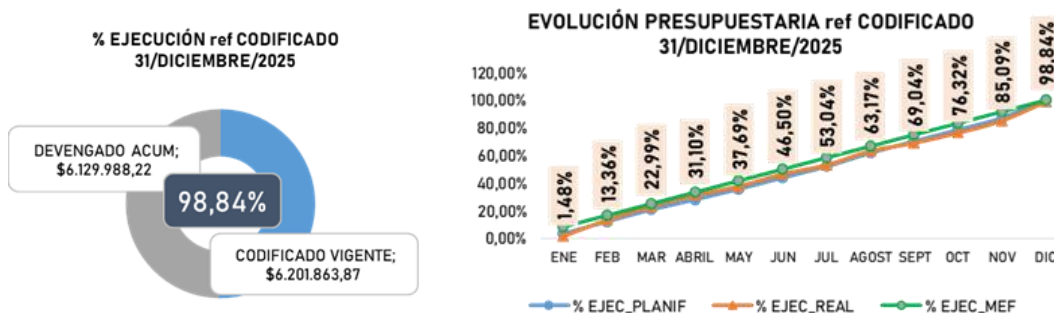 % EJECUCIÓN ref CODIFICADO
31/DICIEMBRE/2025
DEVENGADO ACUM;
$6.129.988,22
98,84%
CODIFICADO VIGENTE;
$6.201.863,87
EVOLUCIÓN PRESUPUESTARIA ref CODIFICADO
31/DICIEMBRE/2025
120,00%
100,00%
80,00%
60,00%
40,00%
20,00%
0,00%
1,48%
13,36%
22,99%
31,10%
37,69%
46,50%
53,04%
63,17%
69,04%
76,32%
85,09%
98,84%
ENE FEB MAR ABRIL MAY JUN JUL AGOST SEPT OCT NOV DIC
% EJEC_PLANIF % EJEC_REAL % EJEC_MEF